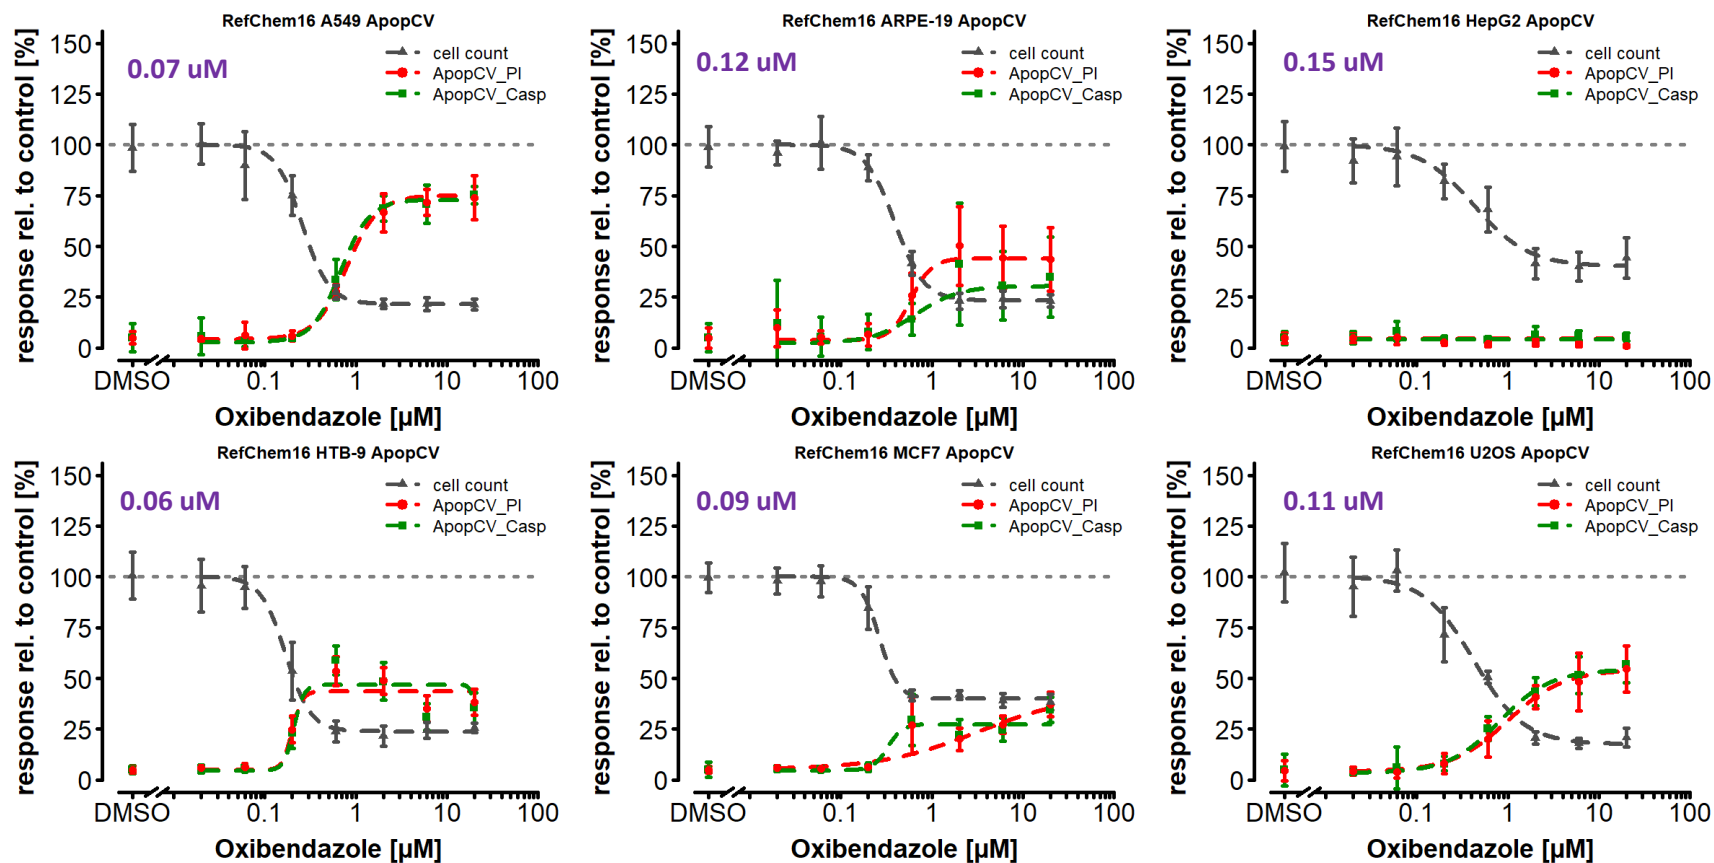 RefChem16 A549 ApopCV
response rel. to control [%]
150
125
100
75
50
25
0
0.07 uM
cell count
ApopCV_PI
ApopCV_Casp
DMSO 0.1 1 10 100
Oxibendazole [µM]
RefChem16 ARPE-19 ApopCV
response rel. to control [%]
150
125
100
75
50
25
0
0.12 uM
cell count
ApopCV_PI
ApopCV_Casp
DMSO 0.1 1 10 100
Oxibendazole [µM]
RefChem16 HepG2 ApopCV
response rel. to control [%]
150
125
100
75
50
25
0
0.15 uM
cell count
ApopCV_PI
ApopCV_Casp
DMSO 0.1 1 10 100
Oxibendazole [µM]
RefChem16 HTB-9 ApopCV
response rel. to control [%]
150
125
100
75
50
25
0
0.06 uM
cell count
ApopCV_PI
ApopCV_Casp
DMSO 0.1 1 10 100
Oxibendazole [µM]
RefChem16 MCF7 ApopCV
response rel. to control [%]
150
125
100
75
50
25
0
0.09 uM
cell count
ApopCV_PI
ApopCV_Casp
DMSO 0.1 1 10 100
Oxibendazole [µM]
RefChem16 U2OS ApopCV
response rel. to control [%]
150
125
100
75
50
25
0
0.11 uM
cell count
ApopCV_PI
ApopCV_Casp
DMSO 0.1 1 10 100
Oxibendazole [µM]